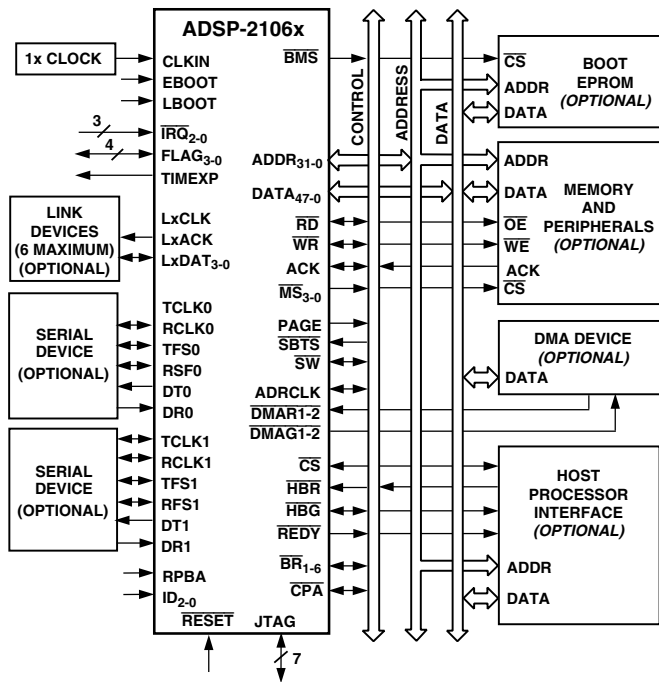 ADSP-2106x
1x CLOCK
CLKIN
EBOOT
LBOOT
3
IRQ2-0
4
FLAG3-0
TIMEXP
LINK
DEVICES
(6 MAXIMUM)
(OPTIONAL)
LxCLK
LxACK
LxDAT3-0
SERIAL
DEVICE
(OPTIONAL)
TCLK0
RCLK0
TFS0
RSF0
DT0
DR0
SERIAL
DEVICE
(OPTIONAL)
TCLK1
RCLK1
TFS1
RFS1
DT1
DR1
RPBA
ID2-0
RESET
JTAG
7
BMS
ADDR31-0
DATA47-0
RD
WR
ACK
MS3-0
PAGE
SBTS
SW
ADRCLK
DMAR1-2
DMAG1-2
CS
HBR
HBG
REDY
BR1-6
CPA
CONTROL
ADDRESS
DATA
CS
ADDR
DATA
BOOT
EPROM
(OPTIONAL)
ADDR
DATA
OE
WE
ACK
CS
MEMORY
AND
PERIPHERALS
(OPTIONAL)
DMA DEVICE
(OPTIONAL)
DATA
HOST
PROCESSOR
INTERFACE
(OPTIONAL)
ADDR
DATA